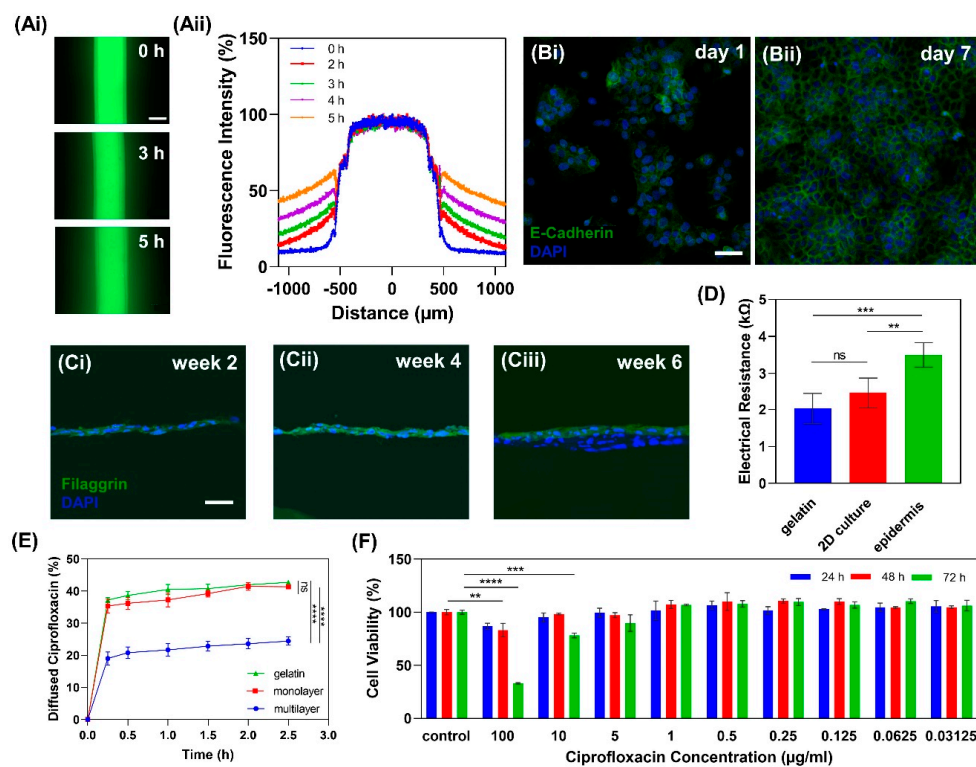 (Ai)
0 h
3 h
5 h
(Aii)
Fluorescence Intensity (%)
150
100
50
0
0 h
2 h
3 h
4 h
5 h
-1000 -500 0 500 1000
Distance (µm)
(Bi) day 1
E-Cadherin
DAPI
(Bii) day 7
(Ci) week 2
Filaggrin
DAPI
(Cii) week 4
(Ciii) week 6
(D)
Electrical Resistance (kΩ)
5
4
3
2
1
0
***
**
ns
gelatin 2D culture epidermis
(E)
Diffused Ciprofloxacin (%)
50
40
30
20
10
0
ns
****
****
gelatin
monolayer
multilayer
0.0 0.5 1.0 1.5 2.0 2.5
Time (h)
(F)
Cell Viability (%)
150
100
50
0
***
****
**
24 h 48 h 72 h
control 100 10 5 1 0.5 0.25 0.125 0.0625 0.03125
Ciprofloxacin Concentration (µg/ml)